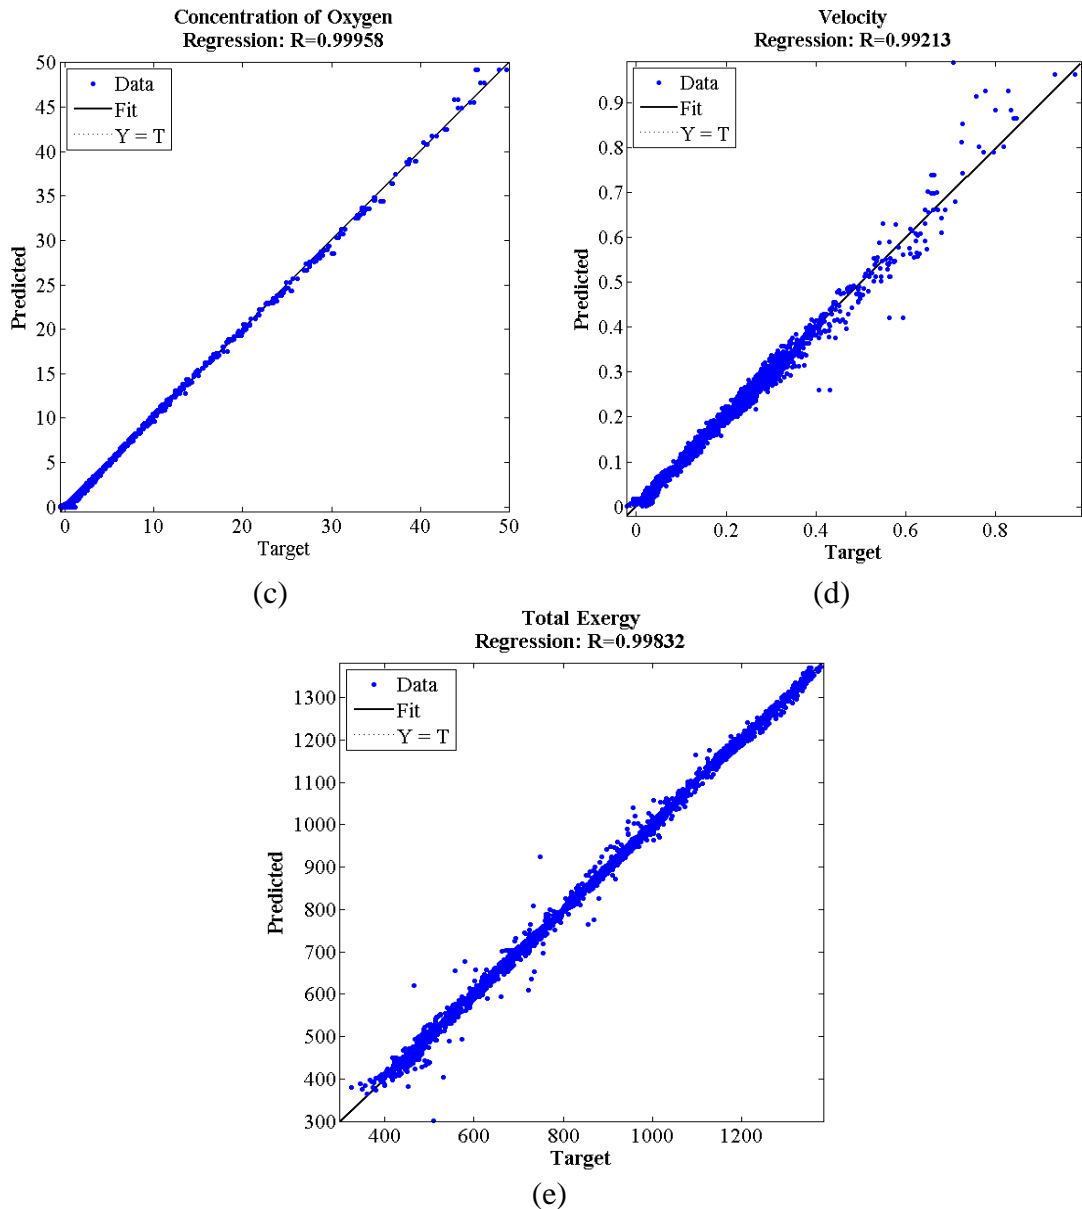 Concentration of Oxygen
Regression: R=0.99958
50
45
40
35
30
25
20
15
10
5
0
Data
Fit
Y = T
Predicted
0 10 20 30 40 50
Target
(c)
Velocity
Regression: R=0.99213
0.9
0.8
0.7
0.6
0.5
0.4
0.3
0.2
0.1
0
Data
Fit
Y = T
Predicted
0 0.2 0.4 0.6 0.8
Target
(d)
Total Exergy
Regression: R=0.99832
1300
1200
1100
1000
900
800
700
600
500
400
300
Data
Fit
Y = T
Predicted
400 600 800 1000 1200
Target
(e)